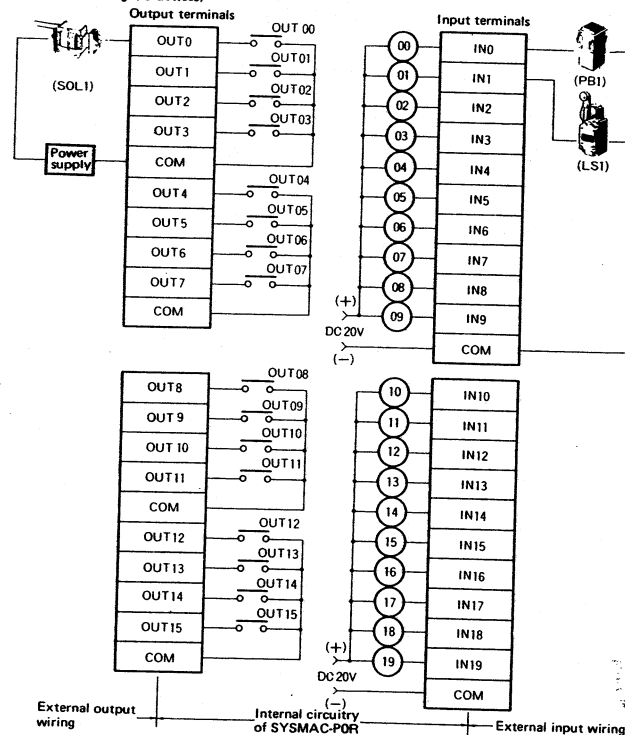 Output terminals
OUT0
OUT1
OUT2
OUT3
COM
OUT4
OUT5
OUT6
OUT7
COM
OUT 00
OUT01
OUT02
OUT03
OUT04
OUT05
OUT06
OUT07
(SOL1)
Power
supply
Input terminals
00
01
02
03
04
05
06
07
08
09
IN0
IN1
IN2
IN3
IN4
IN5
IN6
IN7
IN8
IN9
COM
(PB1)
(LS1)
(+)
DC 20V
(—)
OUT8
OUT 9
OUT 10
OUT11
COM
OUT12
OUT13
OUT14
OUT15
COM
OUT08
OUT09
OUT10
OUT11
OUT12
OUT13
OUT14
OUT15
10
11
12
13
14
15
16
17
18
19
IN10
IN11
IN12
IN13
IN14
IN15
IN16
IN17
IN18
IN19
COM
(+)
DC 20V
(—)
External output
wiring
Internal circuitry
of SYSMAC-P0R
External input wiring